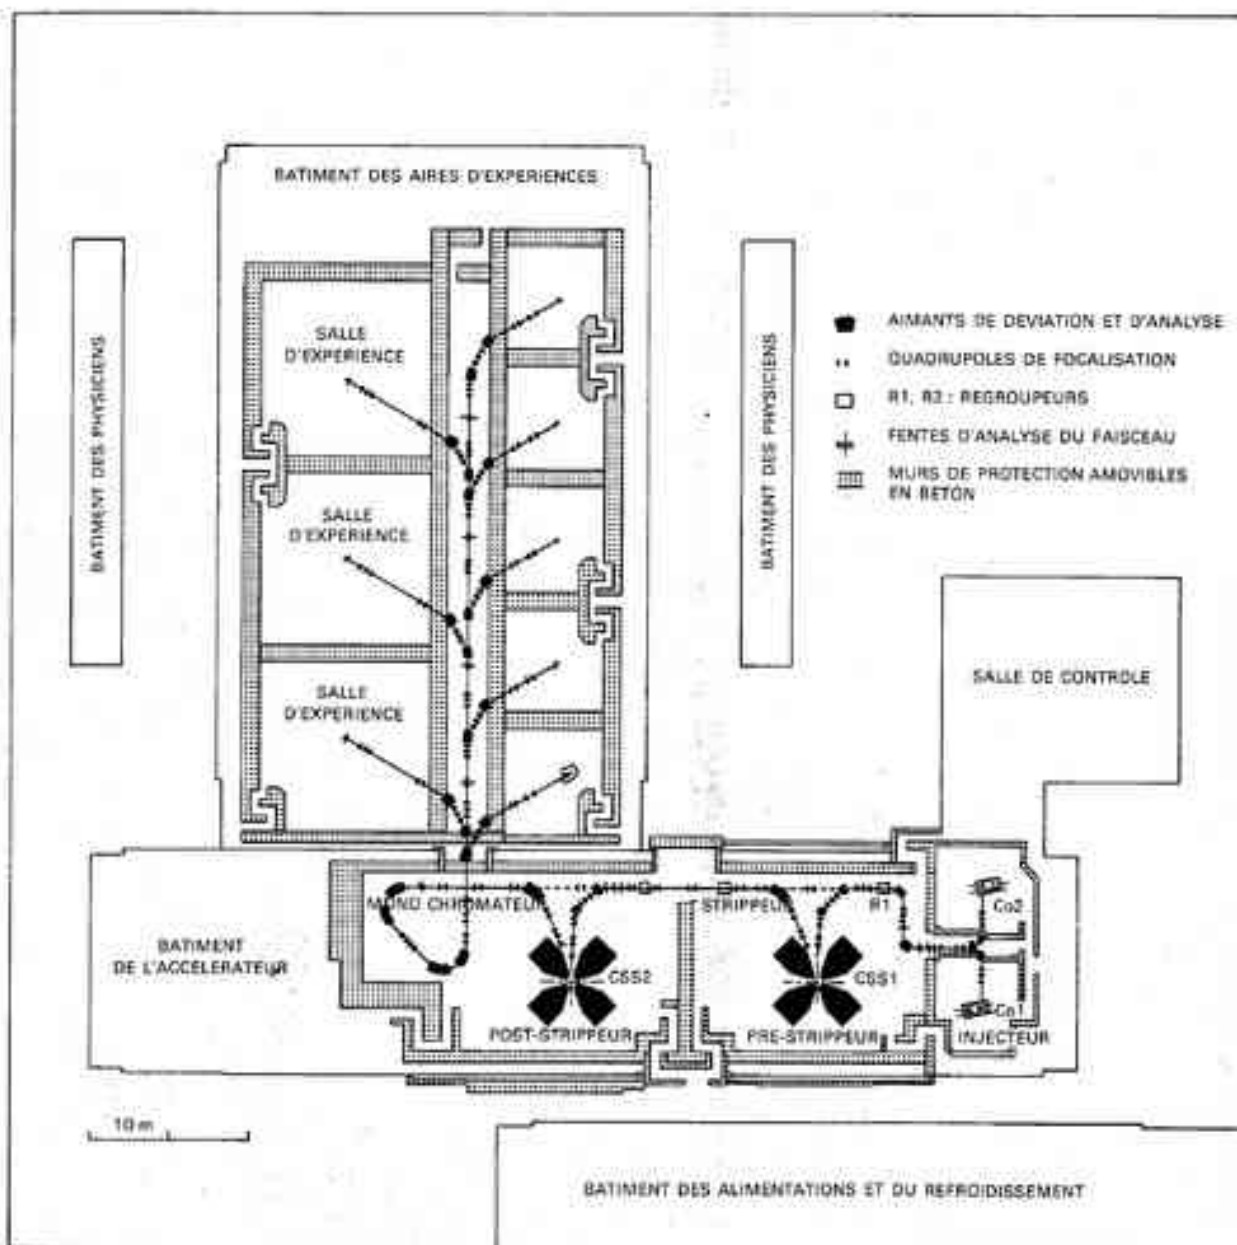 BATIMENT DES AIRES D'EXPERIENCES
BATIMENT DES PHYSICIENS
SALLE
D'EXPERIENCE
SALLE
D'EXPERIENCE
SALLE
D'EXPERIENCE
BATIMENT DES PHYSICIENS
AIMANTS DE DEVIATION ET D'ANALYSE
QUADRUPOLES DE FOCALISATION
R1, R2 : REGROUPEURS
FENTES D'ANALYSE DU FAISCEAU
MURS DE PROTECTION AMOVIBLES
EN BETON
SALLE DE CONTROLE
MONO CHROMATEUR
STRIPPEUR
R1
Co2
BATIMENT
DE L'ACCELERATEUR
CSS2
CSS1
Co1
POST-STRIPPEUR
PRE-STRIPPEUR
INJECTEUR
10 m
BATIMENT DES ALIMENTATIONS ET DU REFROIDISSEMENT